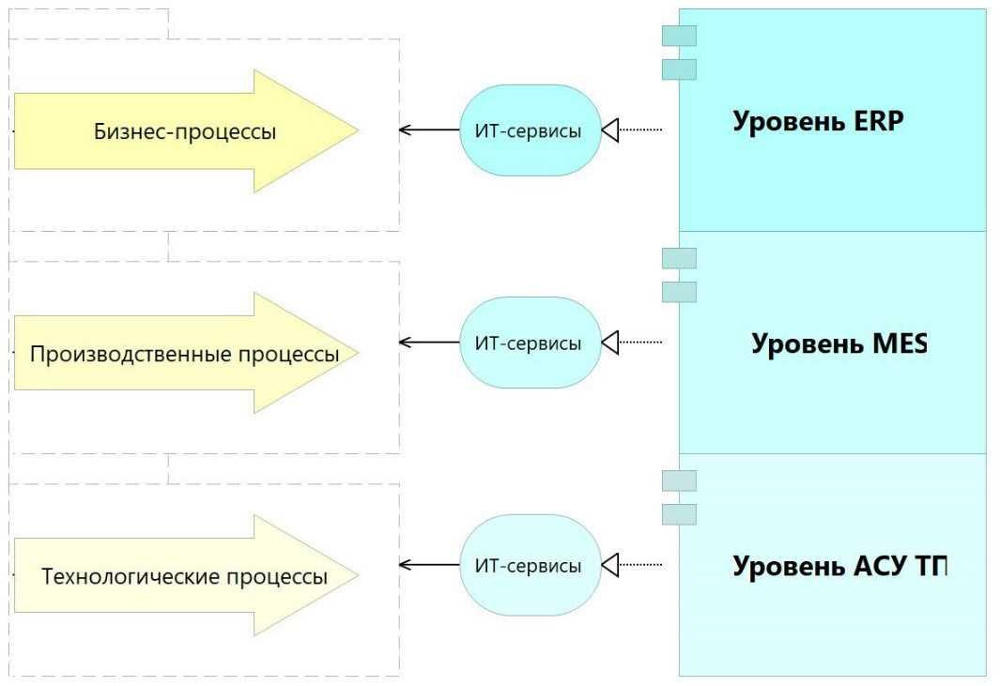 Бизнес-процессы
ИТ-сервисы
Уровень ERP
Производственные процессы
ИТ-сервисы
Уровень MES
Технологические процессы
ИТ-сервисы
Уровень АСУ ТП